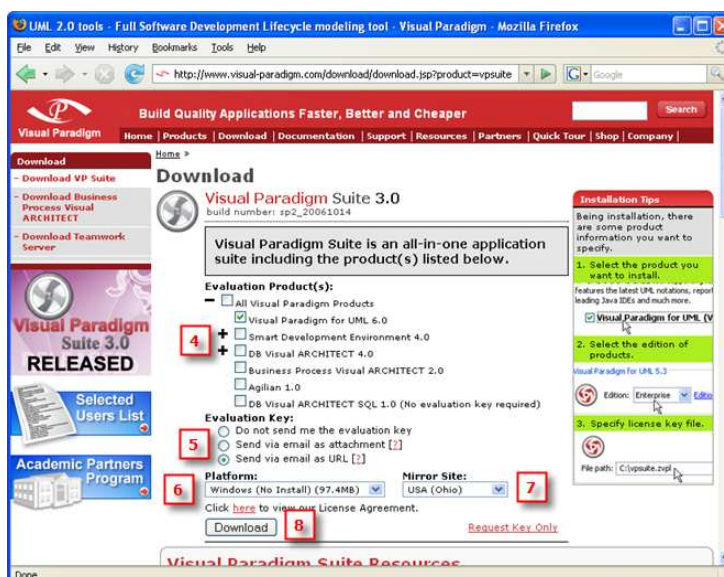 UML 2.0 tools - Full Software Development Lifecycle modeling tool - Visual Paradigm - Mozilla Firefox
File Edit View History Bookmarks Tools Help
http://www.visual-paradigm.com/download/download.jsp?product=vpsuite
G Google
Visual Paradigm
Build Quality Applications Faster, Better and Cheaper
Search
Home | Products | Download | Documentation | Support | Resources | Partners | Quick Tour | Shop | Company |
Download
- Download VP Suite
- Download Business Process Visual ARCHITECT
- Download Teamwork Server
Visual Paradigm
Suite 3.0
RELEASED
Selected
Users List
Academic Partners
Program
Home »
Download
Visual Paradigm Suite 3.0
build number: sp2_20061014
Visual Paradigm Suite is an all-in-one application
suite including the product(s) listed below.
Evaluation Product(s):
All Visual Paradigm Products
Visual Paradigm for UML 6.0
4
Smart Development Environment 4.0
DB Visual ARCHITECT 4.0
Business Process Visual ARCHITECT 2.0
Agilian 1.0
DB Visual ARCHITECT SQL 1.0 (No evaluation key required)
Evaluation Key:
5
Do not send me the evaluation key
Send via email as attachment [?]
Send via email as URL [?]
6
Platform:
Windows (No Install) (97.4MB)
Mirror Site:
USA (Ohio)
7
Click here to view our License Agreement.
Download
8
Request Key Only
Visual Paradigm Suite Resources
Installation Tips
Being installation, there
are some product
information you want to
specify.
1. Select the product you
want to install.
features the latest UML notations, report
leading Java IDEs and much more.
Visual Paradigm for UML (V
2. Select the edition of
products.
Visual Paradigm for UML 5.3
Edition: Enterprise Editio
3. Specify license key file.
File path: C:\vpsuite.zvpl
Done